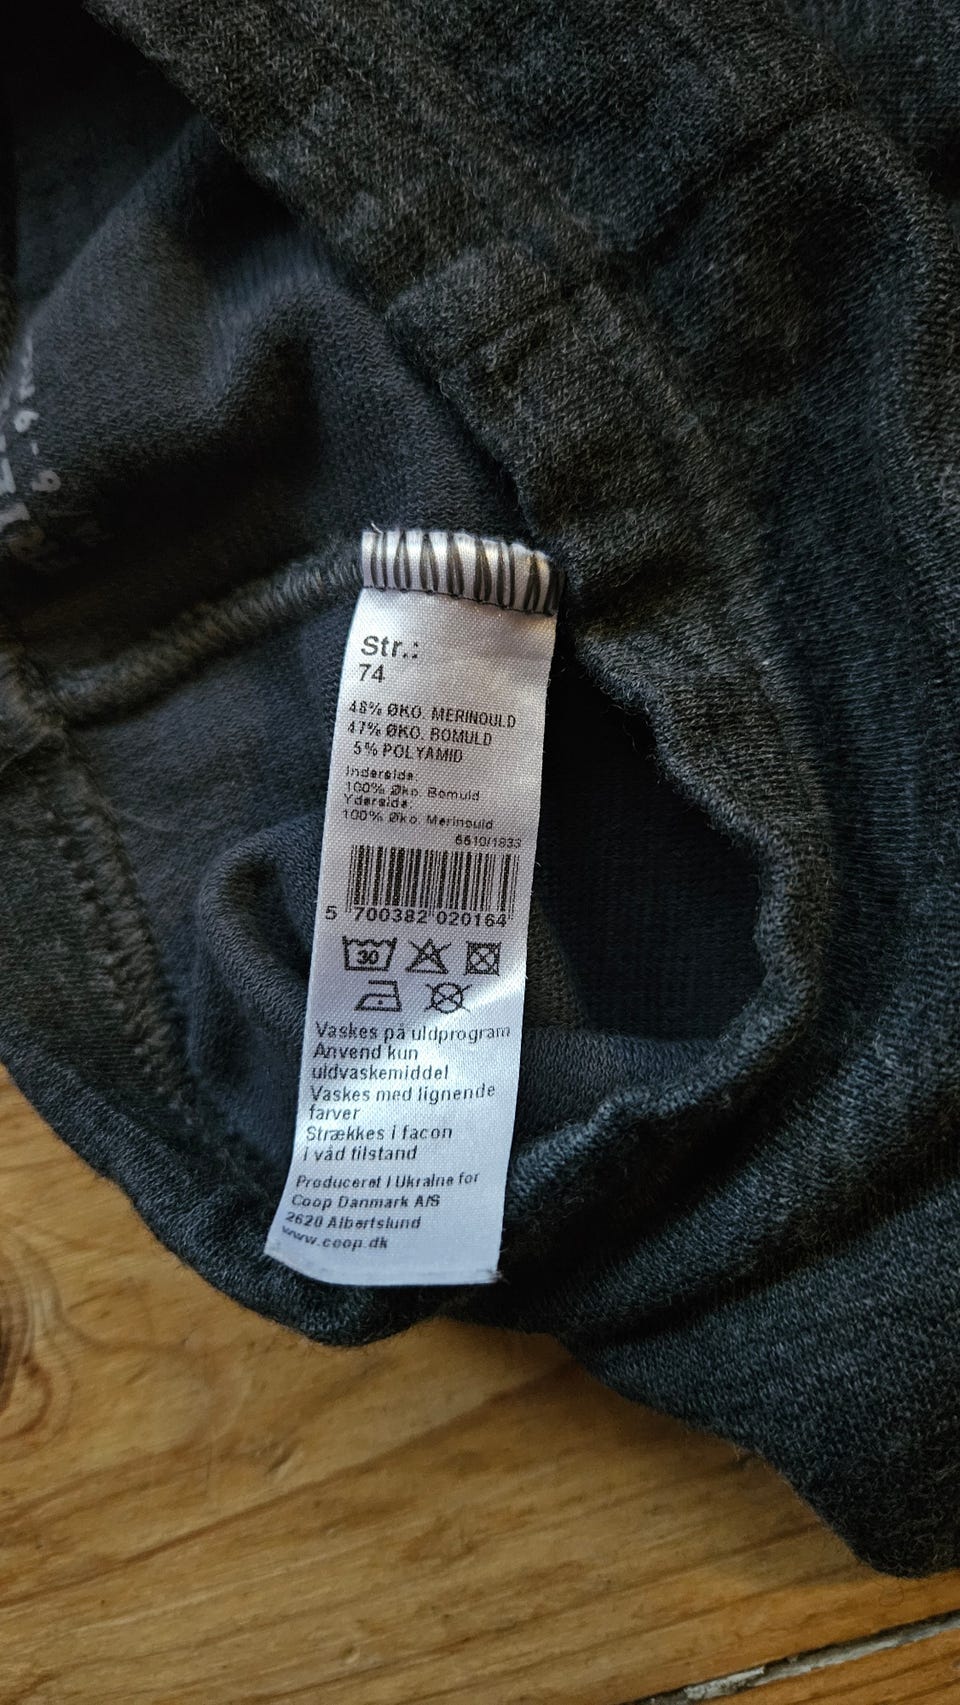 Str.:
74
48% ØKO. MERINOULD
47% ØKO. BOMULD
5% POLYAMID
Inderside:
100% Øko. Bomuld
Yderside:
100% Øko. Merinould
6610/1833
5 700382 020164
30
Vaskes på uldprogram
Anvend kun
uldvaskemiddel
Vaskes med lignende
farver
Strækkes i facon
i våd tilstand
Produceret i Ukraine for
Coop Danmark A/S
2620 Albertslund
www.coop.dk